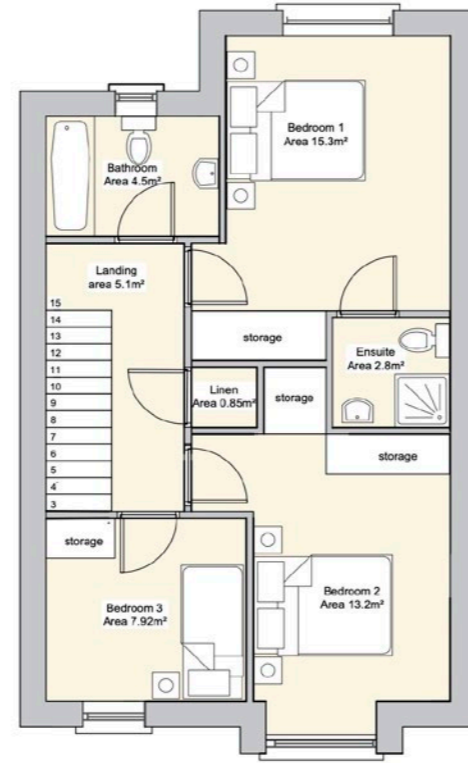 Bedroom 1
Area 15.3m²
Bathroom
Area 4.5m²
Landing
area 5.1m²
15
14
13
12
11
10
9
8
7
6
5
4
3
storage
Ensuite
Area 2.8m²
Linen
Area 0.85m²
storage
storage
storage
Bedroom 2
Area 13.2m²
Bedroom 3
Area 7.92m²